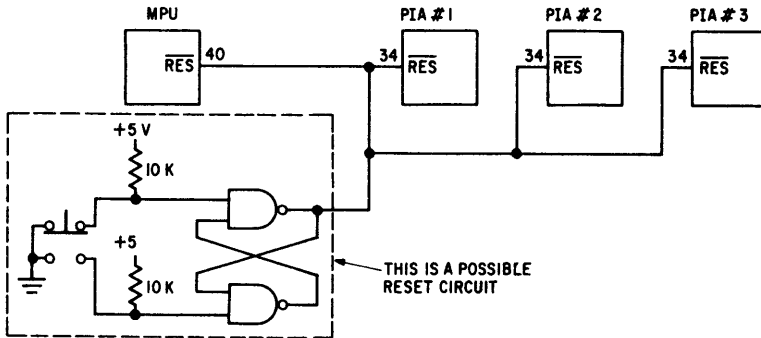 MPU
PIA #1
PIA #2
PIA #3
RES
40
34
RES
34
RES
34
RES
+5 V
10 K
+5
10 K
THIS IS A POSSIBLE
RESET CIRCUIT